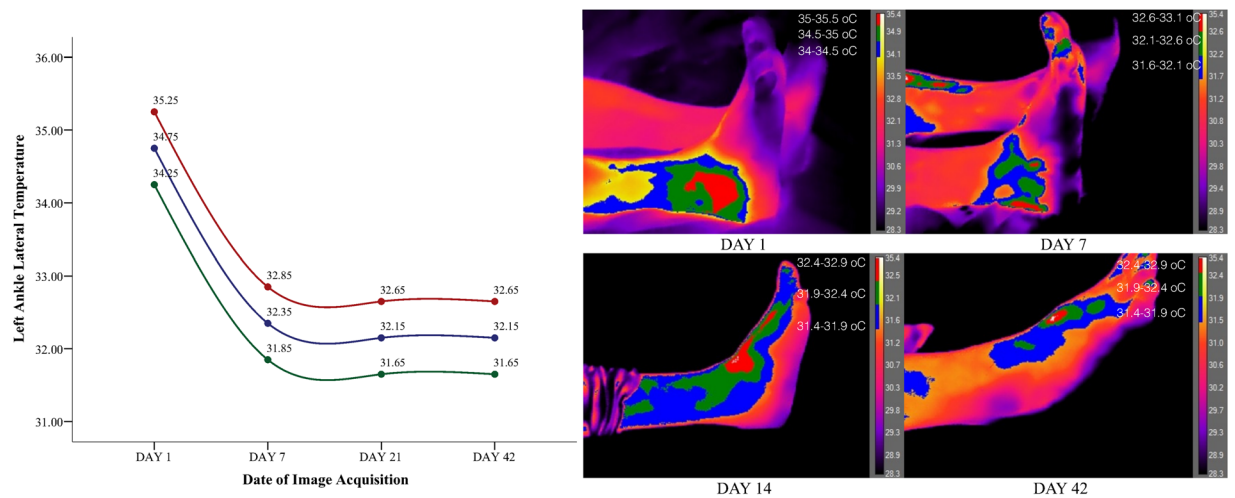 36.00
35.00
34.00
33.00
32.00
31.00
Left Ankle Lateral Temperature
35.25
34.75
34.25
32.85
32.35
31.85
32.65
32.15
31.65
32.65
32.15
31.65
DAY 1
DAY 7
DAY 21
DAY 42
Date of Image Acquisition
35-35.5 oC
34.5-35 oC
34-34.5 oC
35.4
34.9
34.1
33.5
32.8
32.1
31.3
30.6
29.9
29.2
28.3
DAY 1
32.6-33.1 oC
32.1-32.6 oC
31.6-32.1 oC
35.4
32.6
32.2
31.7
31.2
30.8
30.3
29.8
29.4
28.9
28.3
DAY 7
32.4-32.9 oC
31.9-32.4 oC
31.4-31.9 oC
35.4
32.5
32.1
31.6
31.2
30.7
30.2
29.8
29.3
28.9
28.3
DAY 14
32.4-32.9 oC
31.9-32.4 oC
31.4-31.9 oC
35.4
32.4
32.0
31.5
31.0
30.6
30.2
29.7
29.3
28.9
28.3
DAY 42